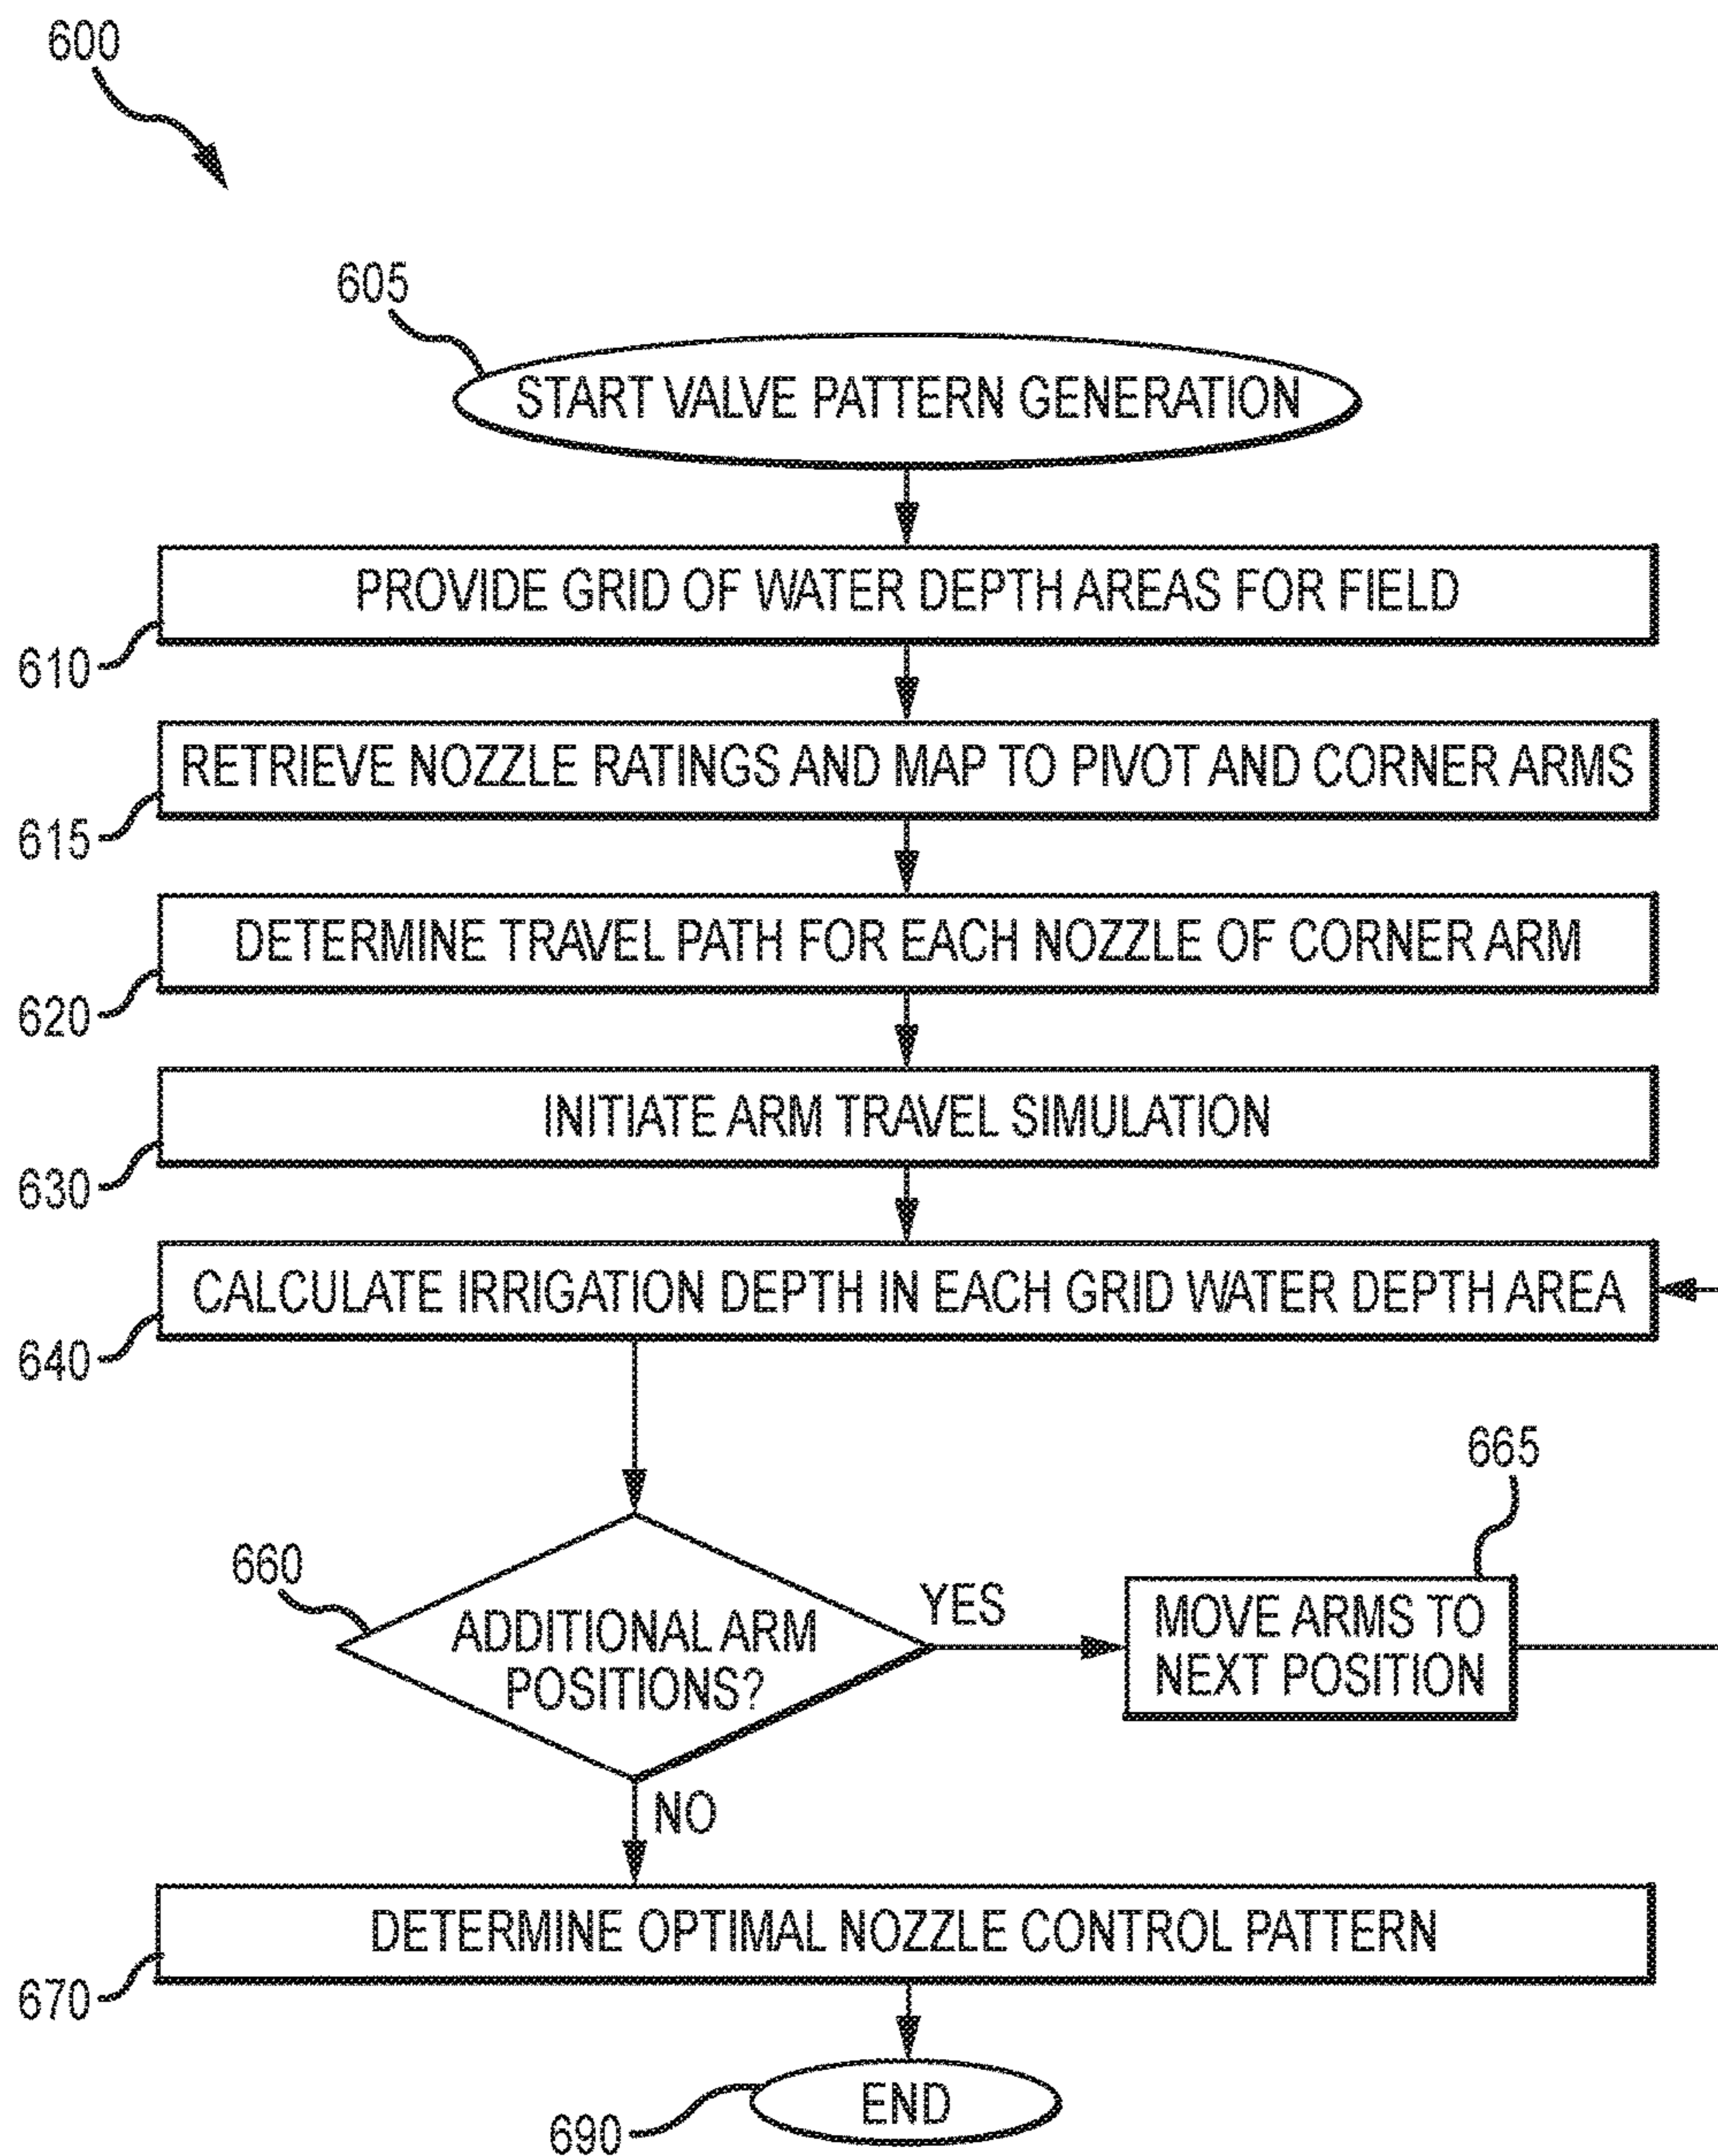 600
605
START VALVE PATTERN GENERATION
PROVIDE GRID OF WATER DEPTH AREAS FOR FIELD
610
RETRIEVE NOZZLE RATINGS AND MAP TO PIVOT AND CORNER ARMS
615
DETERMINE TRAVEL PATH FOR EACH NOZZLE OF CORNER ARM
620
INITIATE ARM TRAVEL SIMULATION
630
CALCULATE IRRIGATION DEPTH IN EACH GRID WATER DEPTH AREA
640
665
660
ADDITIONAL ARM
POSITIONS?
YES
MOVE ARMS TO
NEXT POSITION
NO
DETERMINE OPTIMAL NOZZLE CONTROL PATTERN
670
END
690